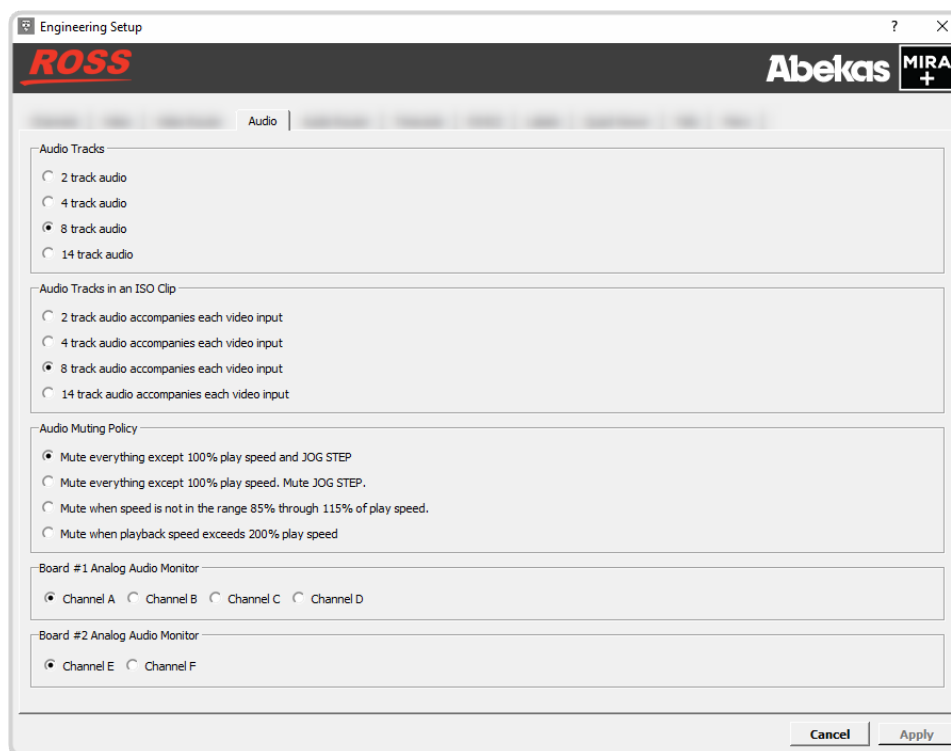 Engineering Setup
?
ROSS
Abekas MIRA +
Audio
Audio Tracks
2 track audio
4 track audio
8 track audio
14 track audio
Audio Tracks in an ISO Clip
2 track audio accompanies each video input
4 track audio accompanies each video input
8 track audio accompanies each video input
14 track audio accompanies each video input
Audio Muting Policy
Mute everything except 100% play speed and JOG STEP
Mute everything except 100% play speed. Mute JOG STEP.
Mute when speed is not in the range 85% through 115% of play speed.
Mute when playback speed exceeds 200% play speed
Board #1 Analog Audio Monitor
Channel A Channel B Channel C Channel D
Board #2 Analog Audio Monitor
Channel E Channel F
Cancel Apply